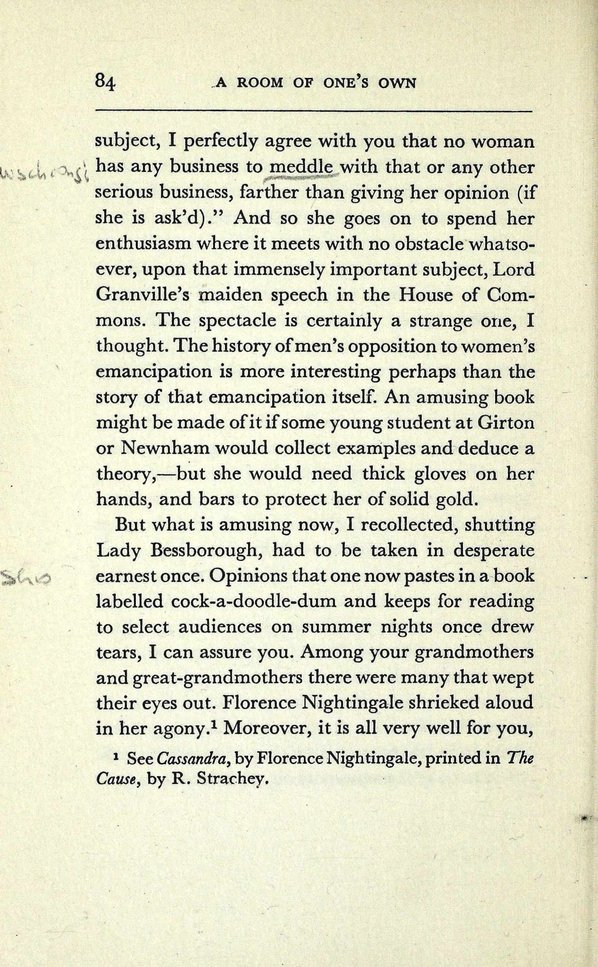 84 A ROOM OF ONE'S OWN
subject, I perfectly agree with you that no woman
has any business to meddle with that or any other
serious business, farther than giving her opinion (if
she is ask'd)." And so she goes on to spend her
enthusiasm where it meets with no obstacle whatso-
ever, upon that immensely important subject, Lord
Granville's maiden speech in the House of Com-
mons. The spectacle is certainly a strange one, I
thought. The history of men's opposition to women's
emancipation is more interesting perhaps than the
story of that emancipation itself. An amusing book
might be made of it if some young student at Girton
or Newnham would collect examples and deduce a
theory,—but she would need thick gloves on her
hands, and bars to protect her of solid gold.
But what is amusing now, I recollected, shutting
Lady Bessborough, had to be taken in desperate
earnest once. Opinions that one now pastes in a book
labelled cock-a-doodle-dum and keeps for reading
to select audiences on summer nights once drew
tears, I can assure you. Among your grandmothers
and great-grandmothers there were many that wept
their eyes out. Florence Nightingale shrieked aloud
in her agony.¹ Moreover, it is all very well for you,
¹ See Cassandra, by Florence Nightingale, printed in The
Cause, by R. Strachey.